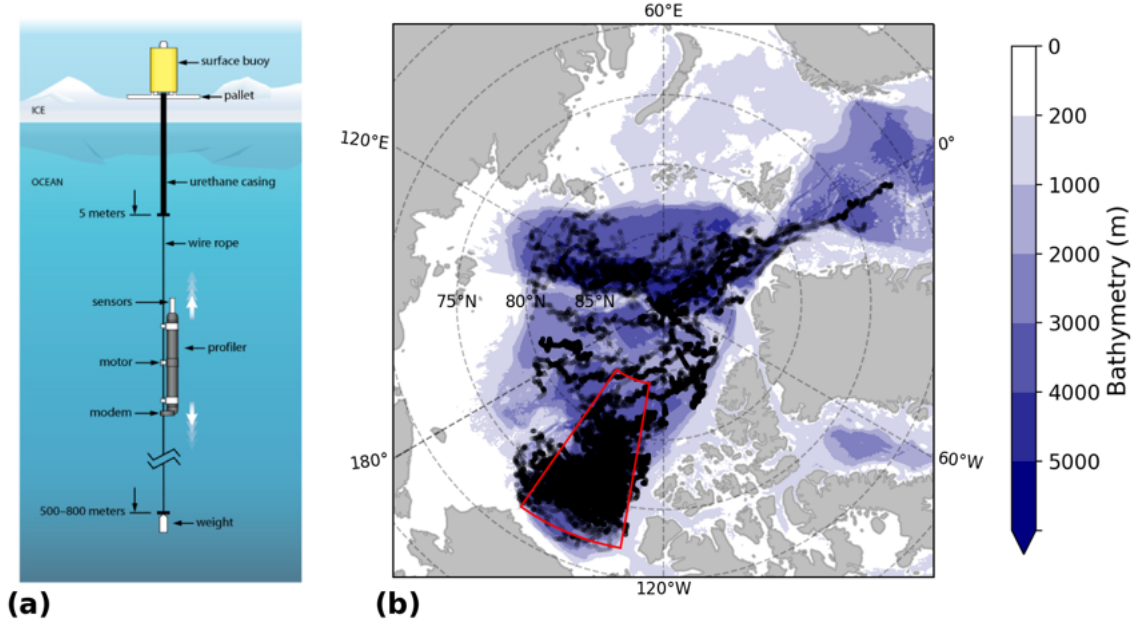 surface buoy
pallet
ICE
OCEAN
urethane casing
5 meters
wire rope
sensors
profiler
motor
modem
500–800 meters
weight
(a)
60°E
120°E
0°
75°N 80°N 85°N
180°
60°W
120°W
(b)
0
200
1000
2000
3000
4000
5000
Bathymetry (m)